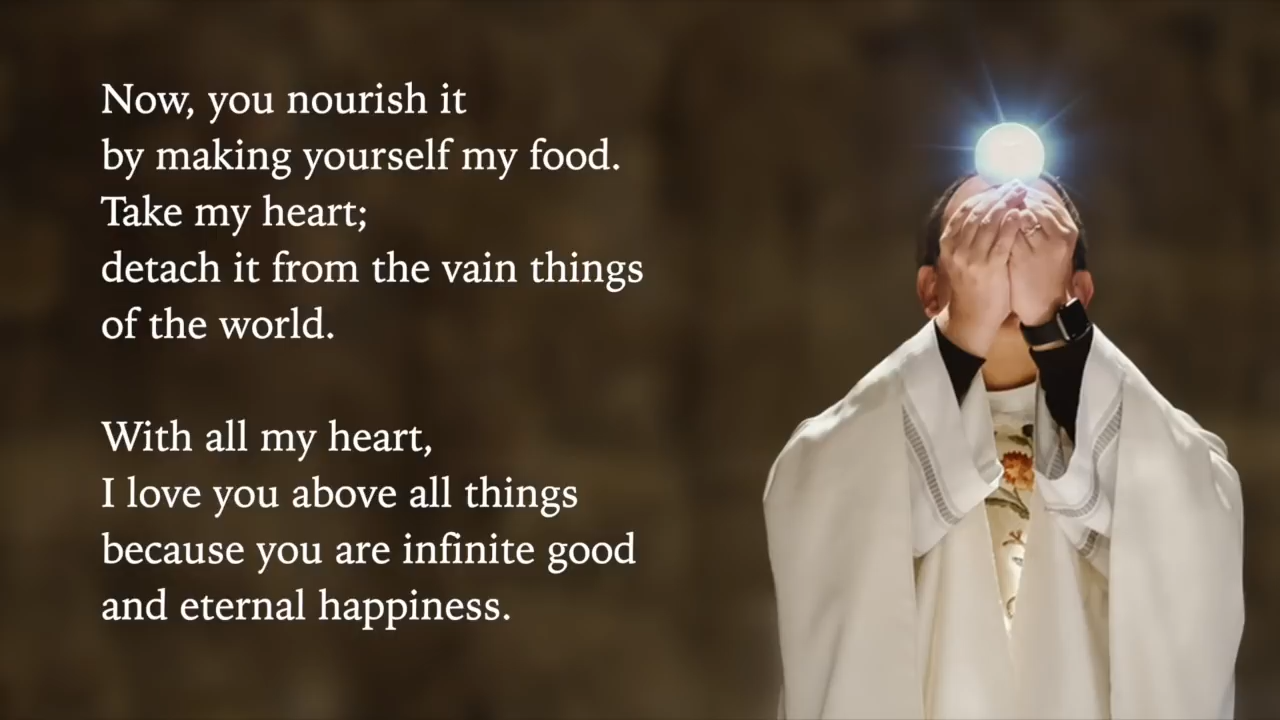 Now, you nourish it
by making yourself my food.
Take my heart;
detach it from the vain things
of the world.
With all my heart,
I love you above all things
because you are infinite good
and eternal happiness.